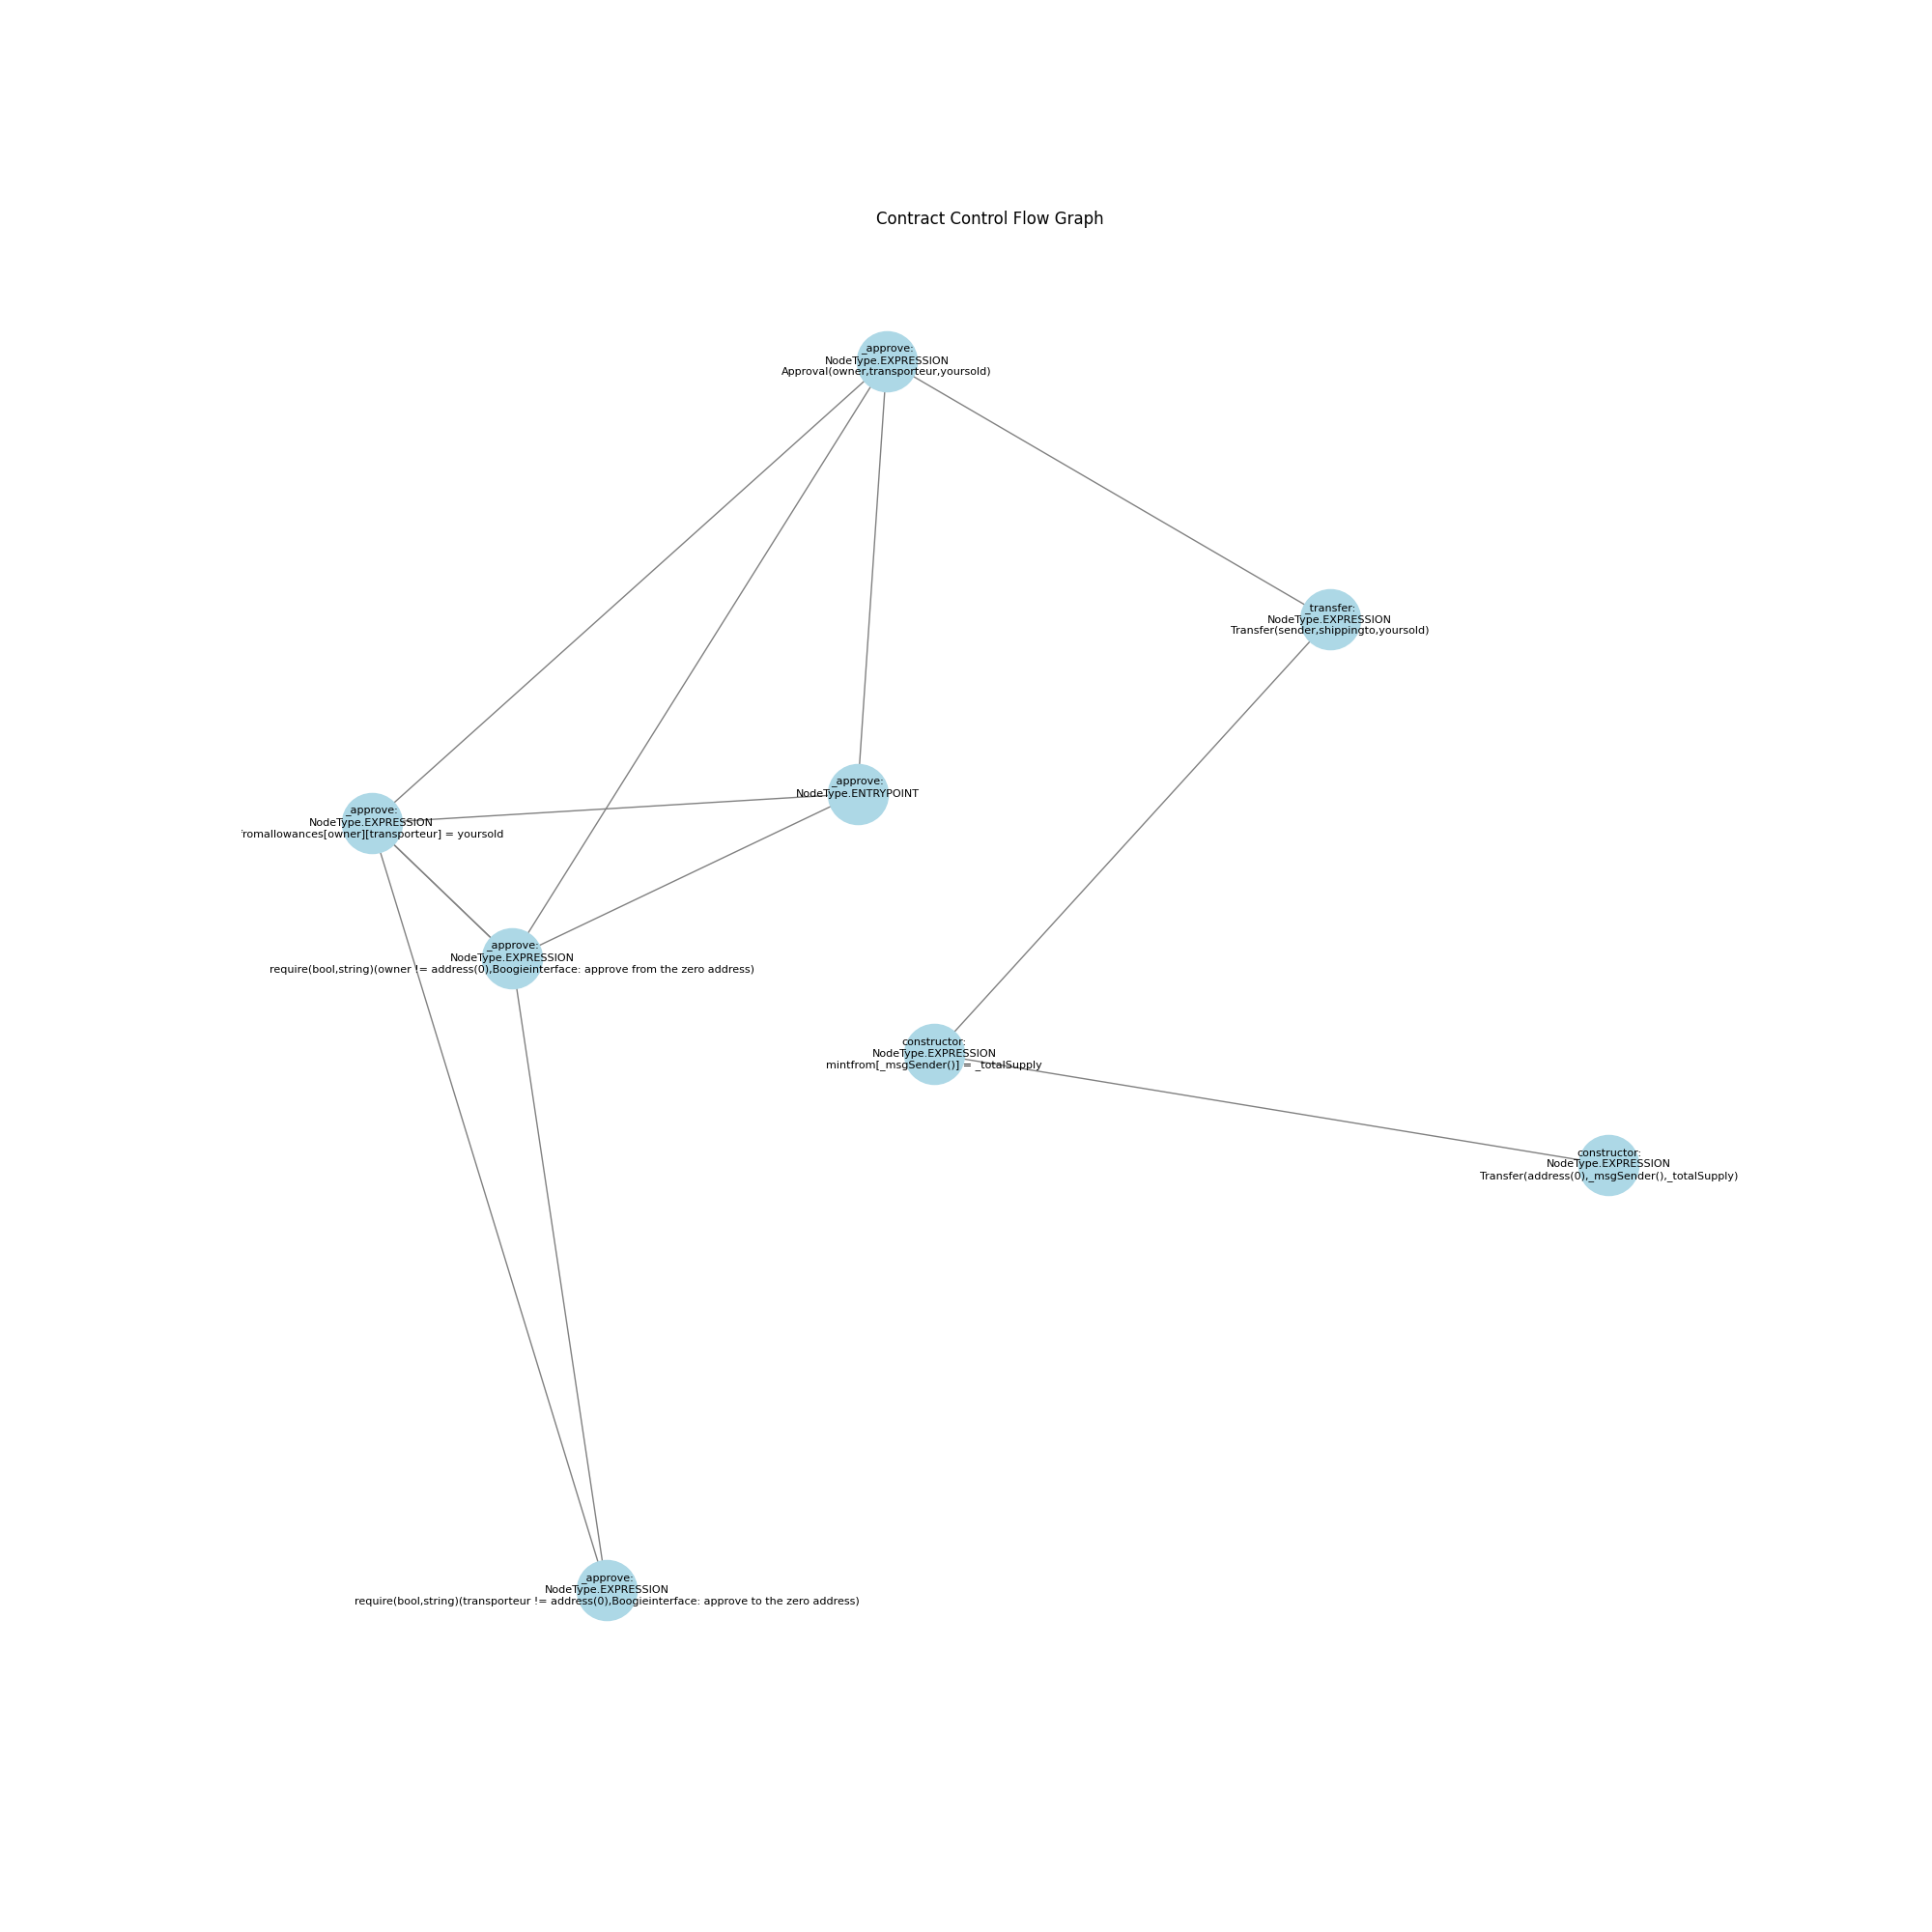 Contract Control Flow Graph
_approve:
NodeType.EXPRESSION
Approval(owner,transporteur,yoursold)
_transfer:
NodeType.EXPRESSION
Transfer(sender,shippingto,yoursold)
_approve:
NodeType.ENTRYPOINT
_approve:
NodeType.EXPRESSION
fromallowances[owner][transporteur] = yoursold
_approve:
NodeType.EXPRESSION
require(bool,string)(owner != address(0),Boogieinterface: approve from the zero address)
constructor:
NodeType.EXPRESSION
mintfrom[_msgSender()] = _totalSupply
constructor:
NodeType.EXPRESSION
Transfer(address(0),_msgSender(),_totalSupply)
_approve:
NodeType.EXPRESSION
require(bool,string)(transporteur != address(0),Boogieinterface: approve to the zero address)